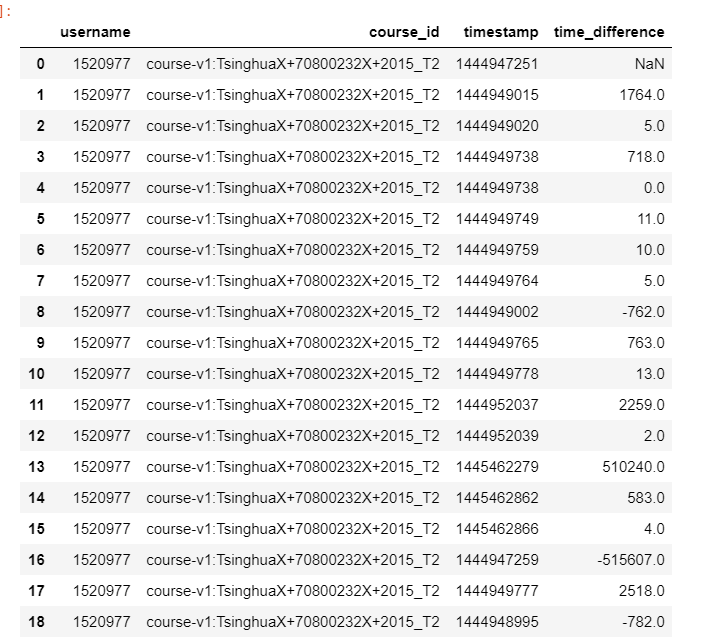 ]:
username course_id timestamp time_difference
0 1520977 course-v1:TsinghuaX+70800232X+2015_T2 1444947251 NaN
1 1520977 course-v1:TsinghuaX+70800232X+2015_T2 1444949015 1764.0
2 1520977 course-v1:TsinghuaX+70800232X+2015_T2 1444949020 5.0
3 1520977 course-v1:TsinghuaX+70800232X+2015_T2 1444949738 718.0
4 1520977 course-v1:TsinghuaX+70800232X+2015_T2 1444949738 0.0
5 1520977 course-v1:TsinghuaX+70800232X+2015_T2 1444949749 11.0
6 1520977 course-v1:TsinghuaX+70800232X+2015_T2 1444949759 10.0
7 1520977 course-v1:TsinghuaX+70800232X+2015_T2 1444949764 5.0
8 1520977 course-v1:TsinghuaX+70800232X+2015_T2 1444949002 -762.0
9 1520977 course-v1:TsinghuaX+70800232X+2015_T2 1444949765 763.0
10 1520977 course-v1:TsinghuaX+70800232X+2015_T2 1444949778 13.0
11 1520977 course-v1:TsinghuaX+70800232X+2015_T2 1444952037 2259.0
12 1520977 course-v1:TsinghuaX+70800232X+2015_T2 1444952039 2.0
13 1520977 course-v1:TsinghuaX+70800232X+2015_T2 1445462279 510240.0
14 1520977 course-v1:TsinghuaX+70800232X+2015_T2 1445462862 583.0
15 1520977 course-v1:TsinghuaX+70800232X+2015_T2 1445462866 4.0
16 1520977 course-v1:TsinghuaX+70800232X+2015_T2 1444947259 -515607.0
17 1520977 course-v1:TsinghuaX+70800232X+2015_T2 1444949777 2518.0
18 1520977 course-v1:TsinghuaX+70800232X+2015_T2 1444948995 -782.0